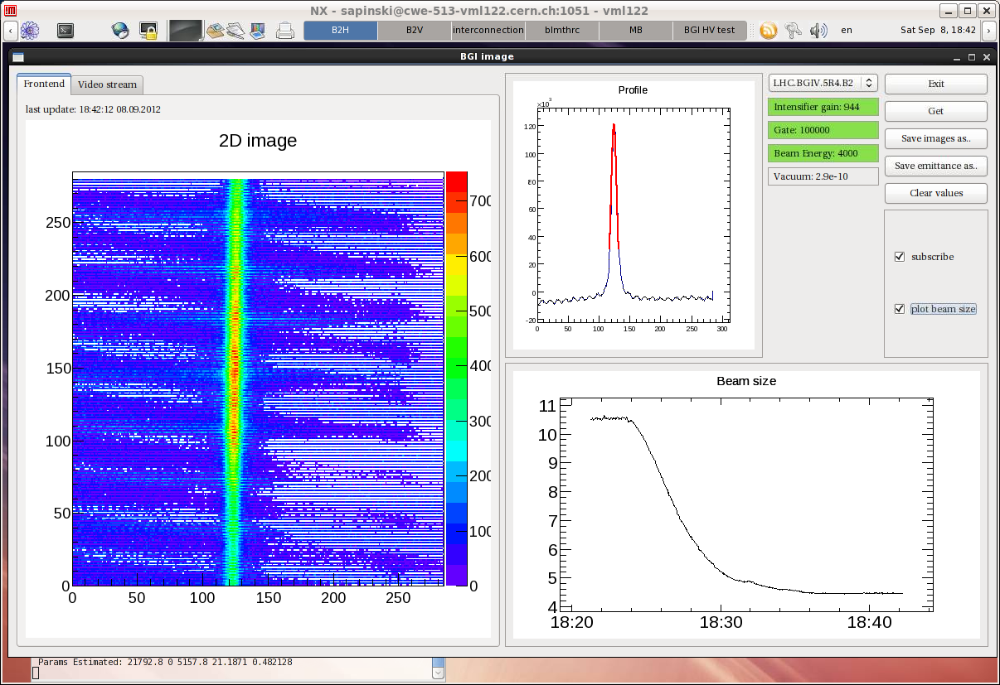 NX - sapinski@cwe-513-vml122.cern.ch:1051 - vml122
B2H B2V interconnection blmthrc MB BGI HV test en Sat Sep 8, 18:42
BGI image
Frontend Video stream
last update: 18:42:12 08.09.2012
2D image
250
200
150
100
50
0
0 50 100 150 200 250
700
600
500
400
300
200
100
0
Profile
×10³
120
100
80
60
40
20
0
-20
0 50 100 150 200 250 300
LHC.BGIV.5R4.B2
Intensifier gain: 944
Gate: 100000
Beam Energy: 4000
Vacuum: 2.9e-10
Exit
Get
Save images as..
Save emittance as..
Clear values
subscribe
plot beam size
Beam size
11
10
9
8
7
6
5
4
18:20 18:30 18:40
Params Estimated: 21792.8 0 5157.8 21.1871 0.482128